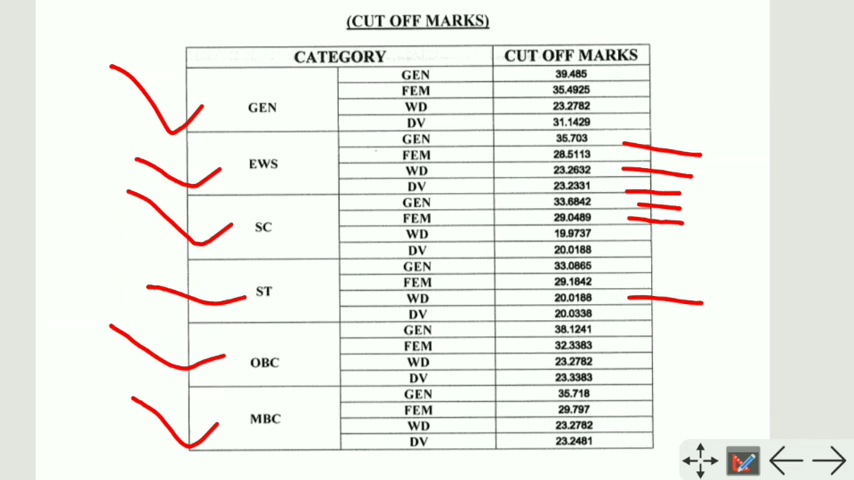 (CUT OFF MARKS)
CATEGORY CUT OFF MARKS
GEN GEN 39.485
FEM 35.4925
WD 23.2782
DV 31.1429
EWS GEN 35.703
FEM 28.5113
WD 23.2632
DV 23.2331
SC GEN 33.6842
FEM 29.0489
WD 19.9737
DV 20.0188
ST GEN 33.0865
FEM 29.1842
WD 20.0188
DV 20.0338
OBC GEN 38.1241
FEM 32.3383
WD 23.2782
DV 23.3383
MBC GEN 35.718
FEM 29.797
WD 23.2782
DV 23.2481